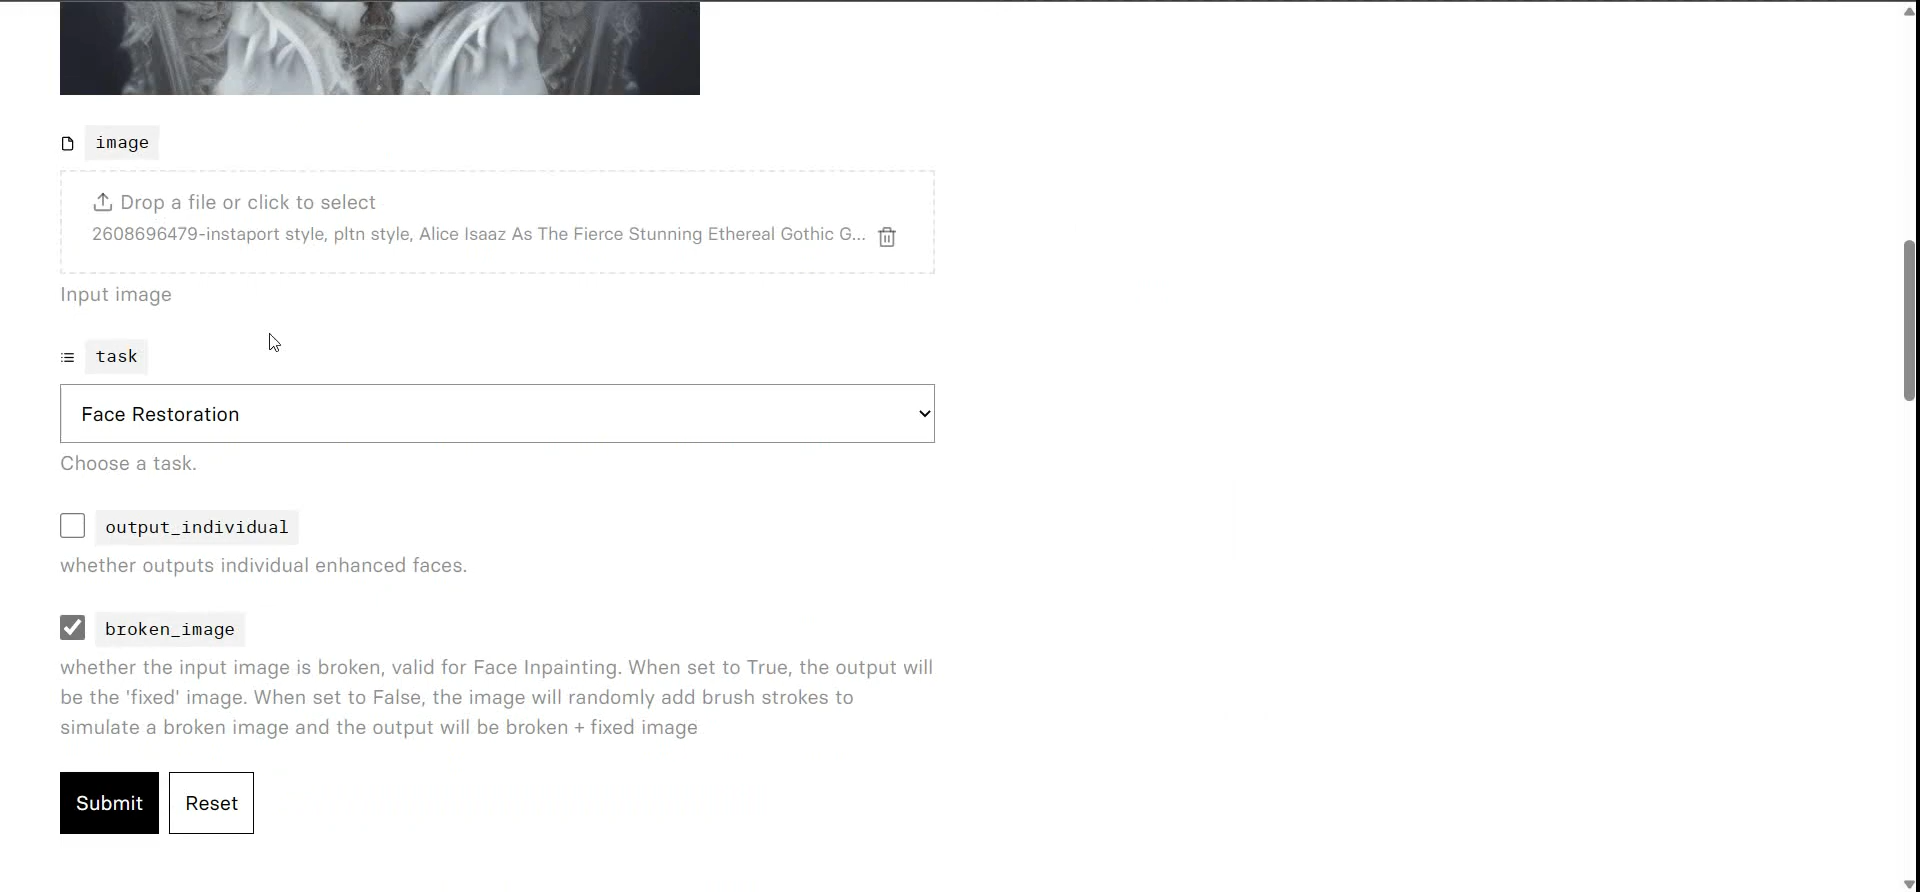 image
Drop a file or click to select
2608696479-instaport style, pltn style, Alice Isaaz As The Fierce Stunning Ethereal Gothic G...
Input image
task
Face Restoration
Choose a task.
output_individual
whether outputs individual enhanced faces.
broken_image
whether the input image is broken, valid for Face Inpainting. When set to True, the output will
be the 'fixed' image. When set to False, the image will randomly add brush strokes to
simulate a broken image and the output will be broken + fixed image
Submit Reset